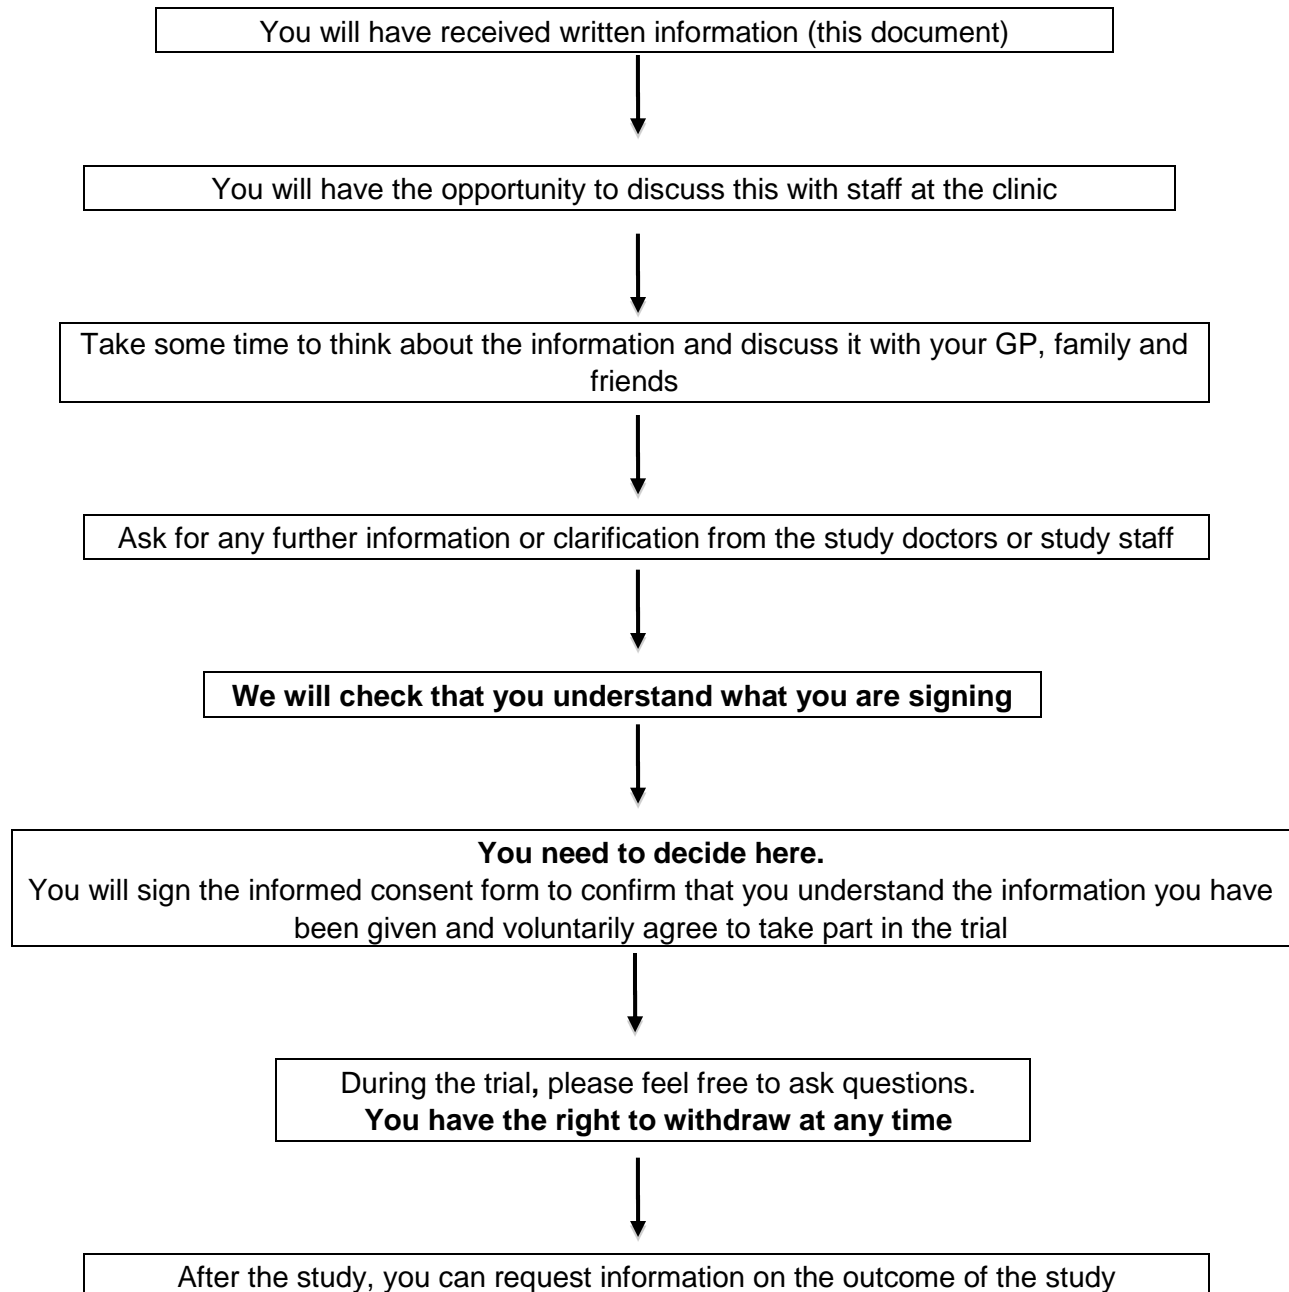 You will have received written information (this document)
You will have the opportunity to discuss this with staff at the clinic
Take some time to think about the information and discuss it with your GP, family and
friends
Ask for any further information or clarification from the study doctors or study staff
We will check that you understand what you are signing
You need to decide here.
You will sign the informed consent form to confirm that you understand the information you have
been given and voluntarily agree to take part in the trial
During the trial, please feel free to ask questions.
You have the right to withdraw at any time
After the study, you can request information on the outcome of the study